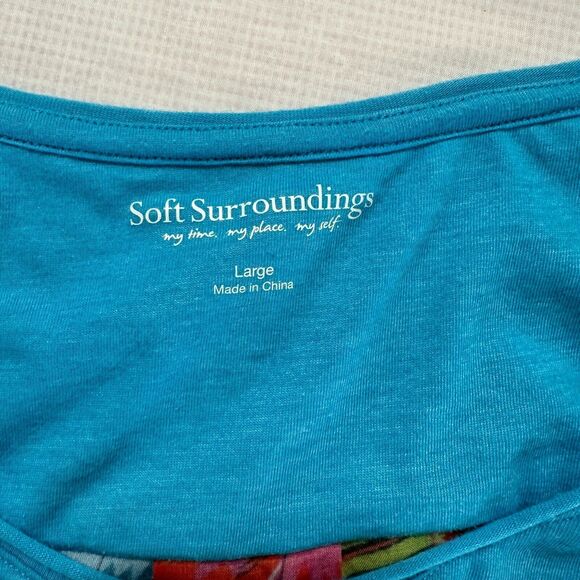 Soft Surroundings
my time. my place. my self.
Large
Made in China